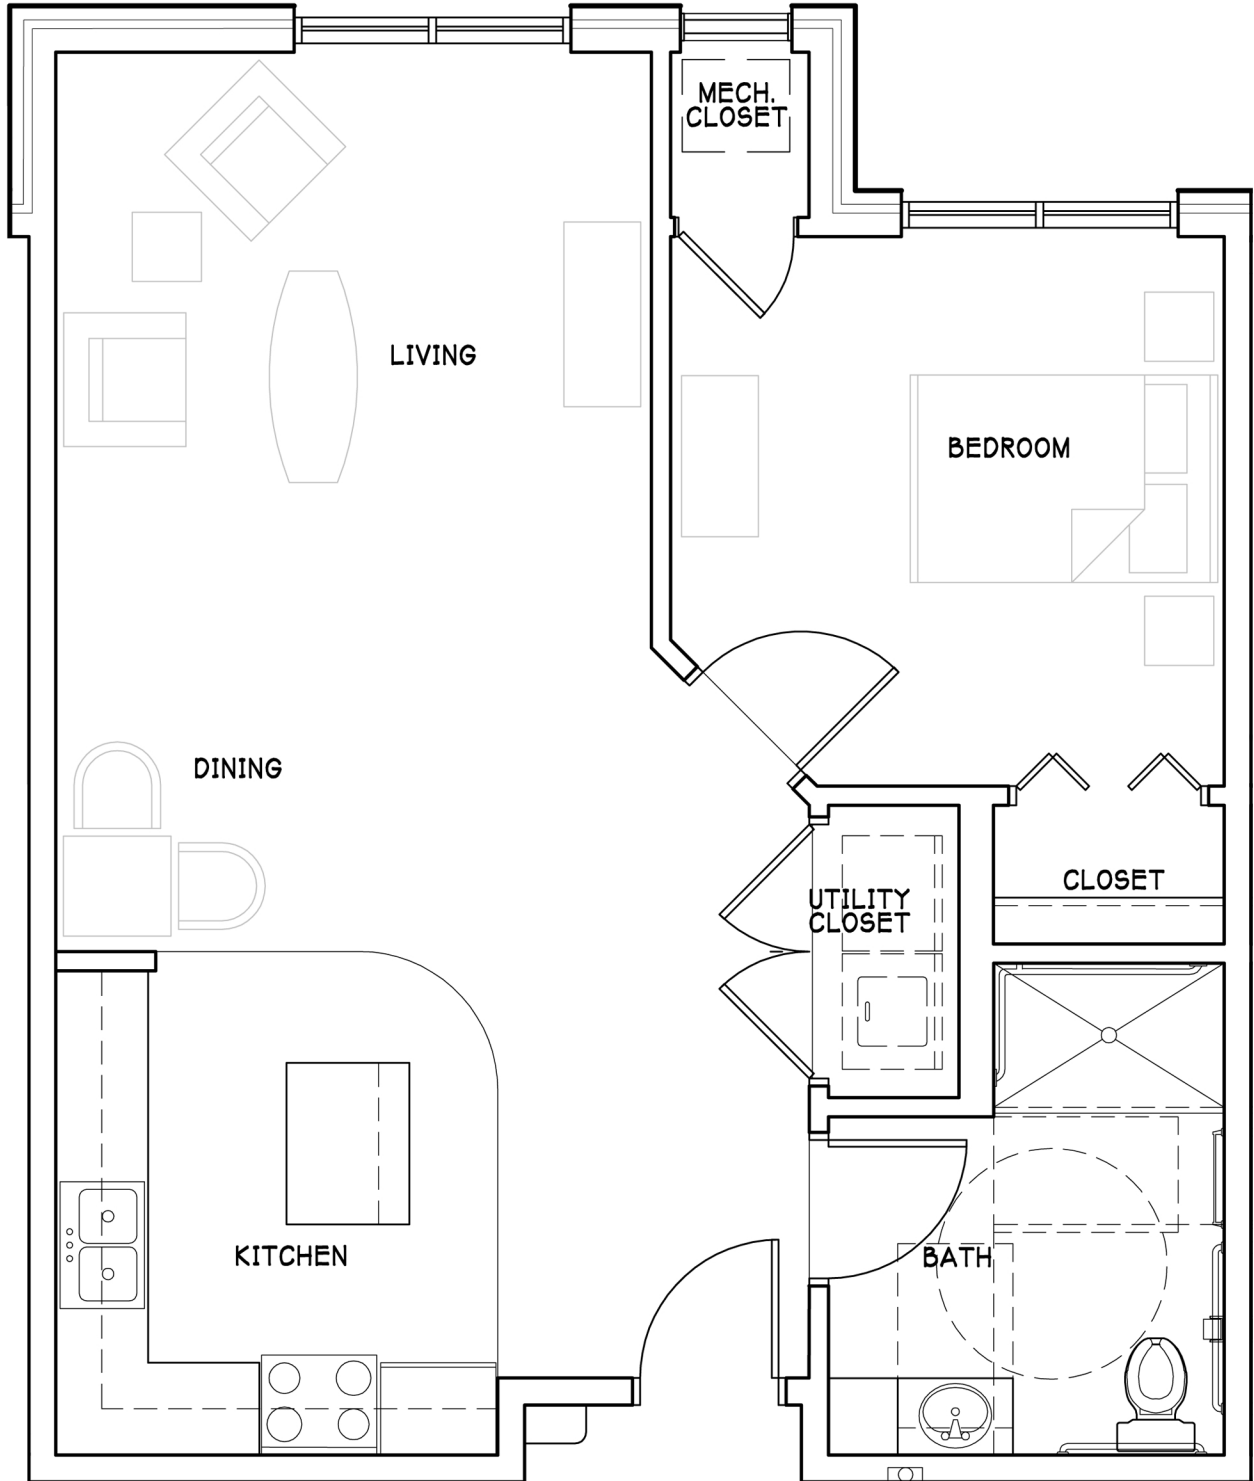 MECH.
CLOSET
LIVING
BEDROOM
DINING
CLOSET
UTILITY
CLOSET
KITCHEN
BATH